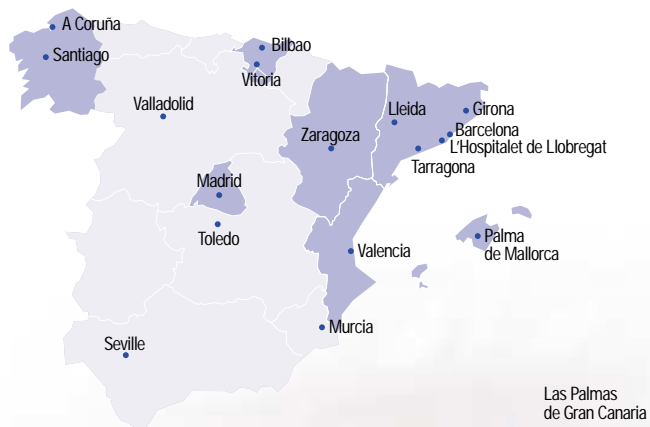 A Coruña
Santiago
Bilbao
Vitoria
Valladolid
Zaragoza
Lleida
Girona
Barcelona
L'Hospitalet de Llobregat
Tarragona
Madrid
Toledo
Valencia
Palma
de Mallorca
Murcia
Seville
Las Palmas
de Gran Canaria